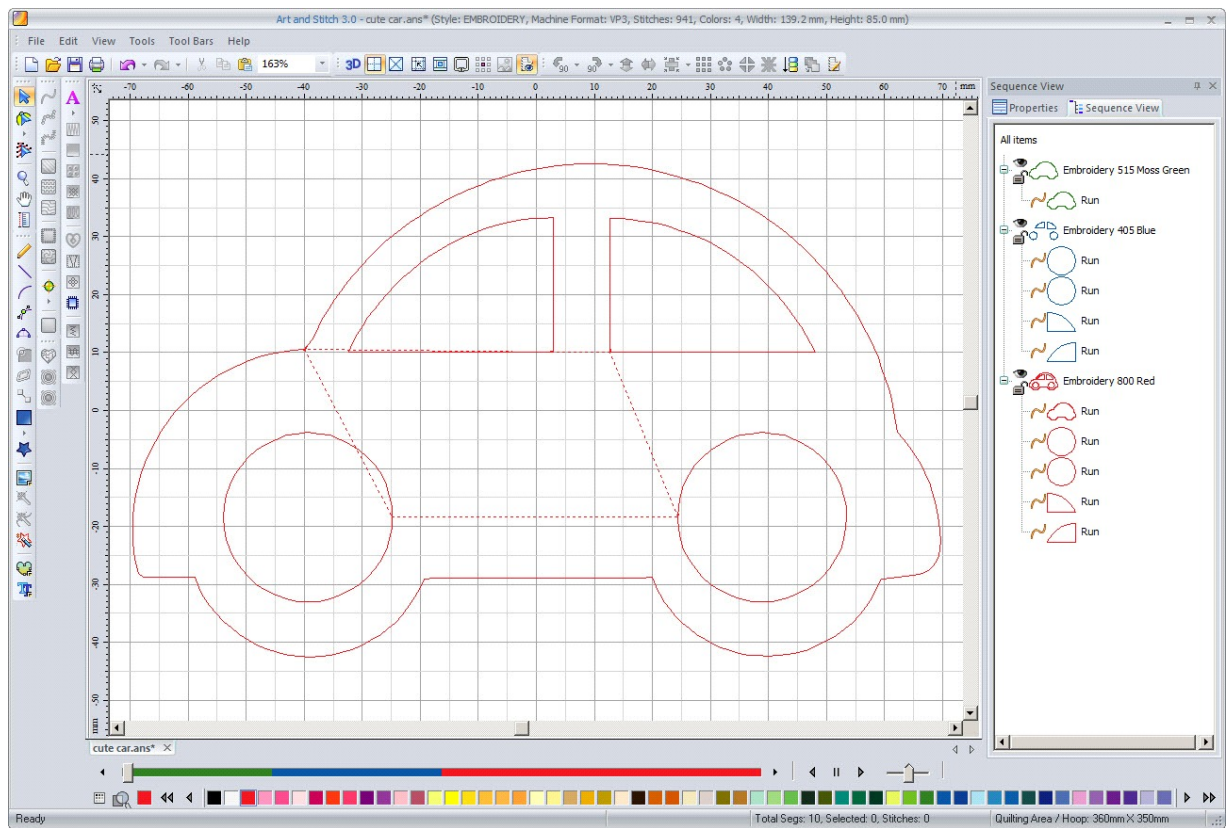 Art and Stitch 3.0 - cute car.ans* (Style: EMBROIDERY, Machine Format: VP3, Stitches: 941, Colors: 4, Width: 139.2 mm, Height: 85.0 mm)
File Edit View Tools Tool Bars Help
163% 3D 90 90
-70 -60 -50 -40 -30 -20 -10 0 10 20 30 40 50 60 70 mm
50
40
30
20
10
0
-10
-20
-30
-40
-50
mm
Sequence View
Properties Sequence View
All items
Embroidery 515 Moss Green
Run
Embroidery 405 Blue
Run
Run
Run
Run
Embroidery 800 Red
Run
Run
Run
Run
Run
cute car.ans*
Ready Total Segs: 10, Selected: 0, Stitches: 0 Quilting Area / Hoop: 360mm X 350mm